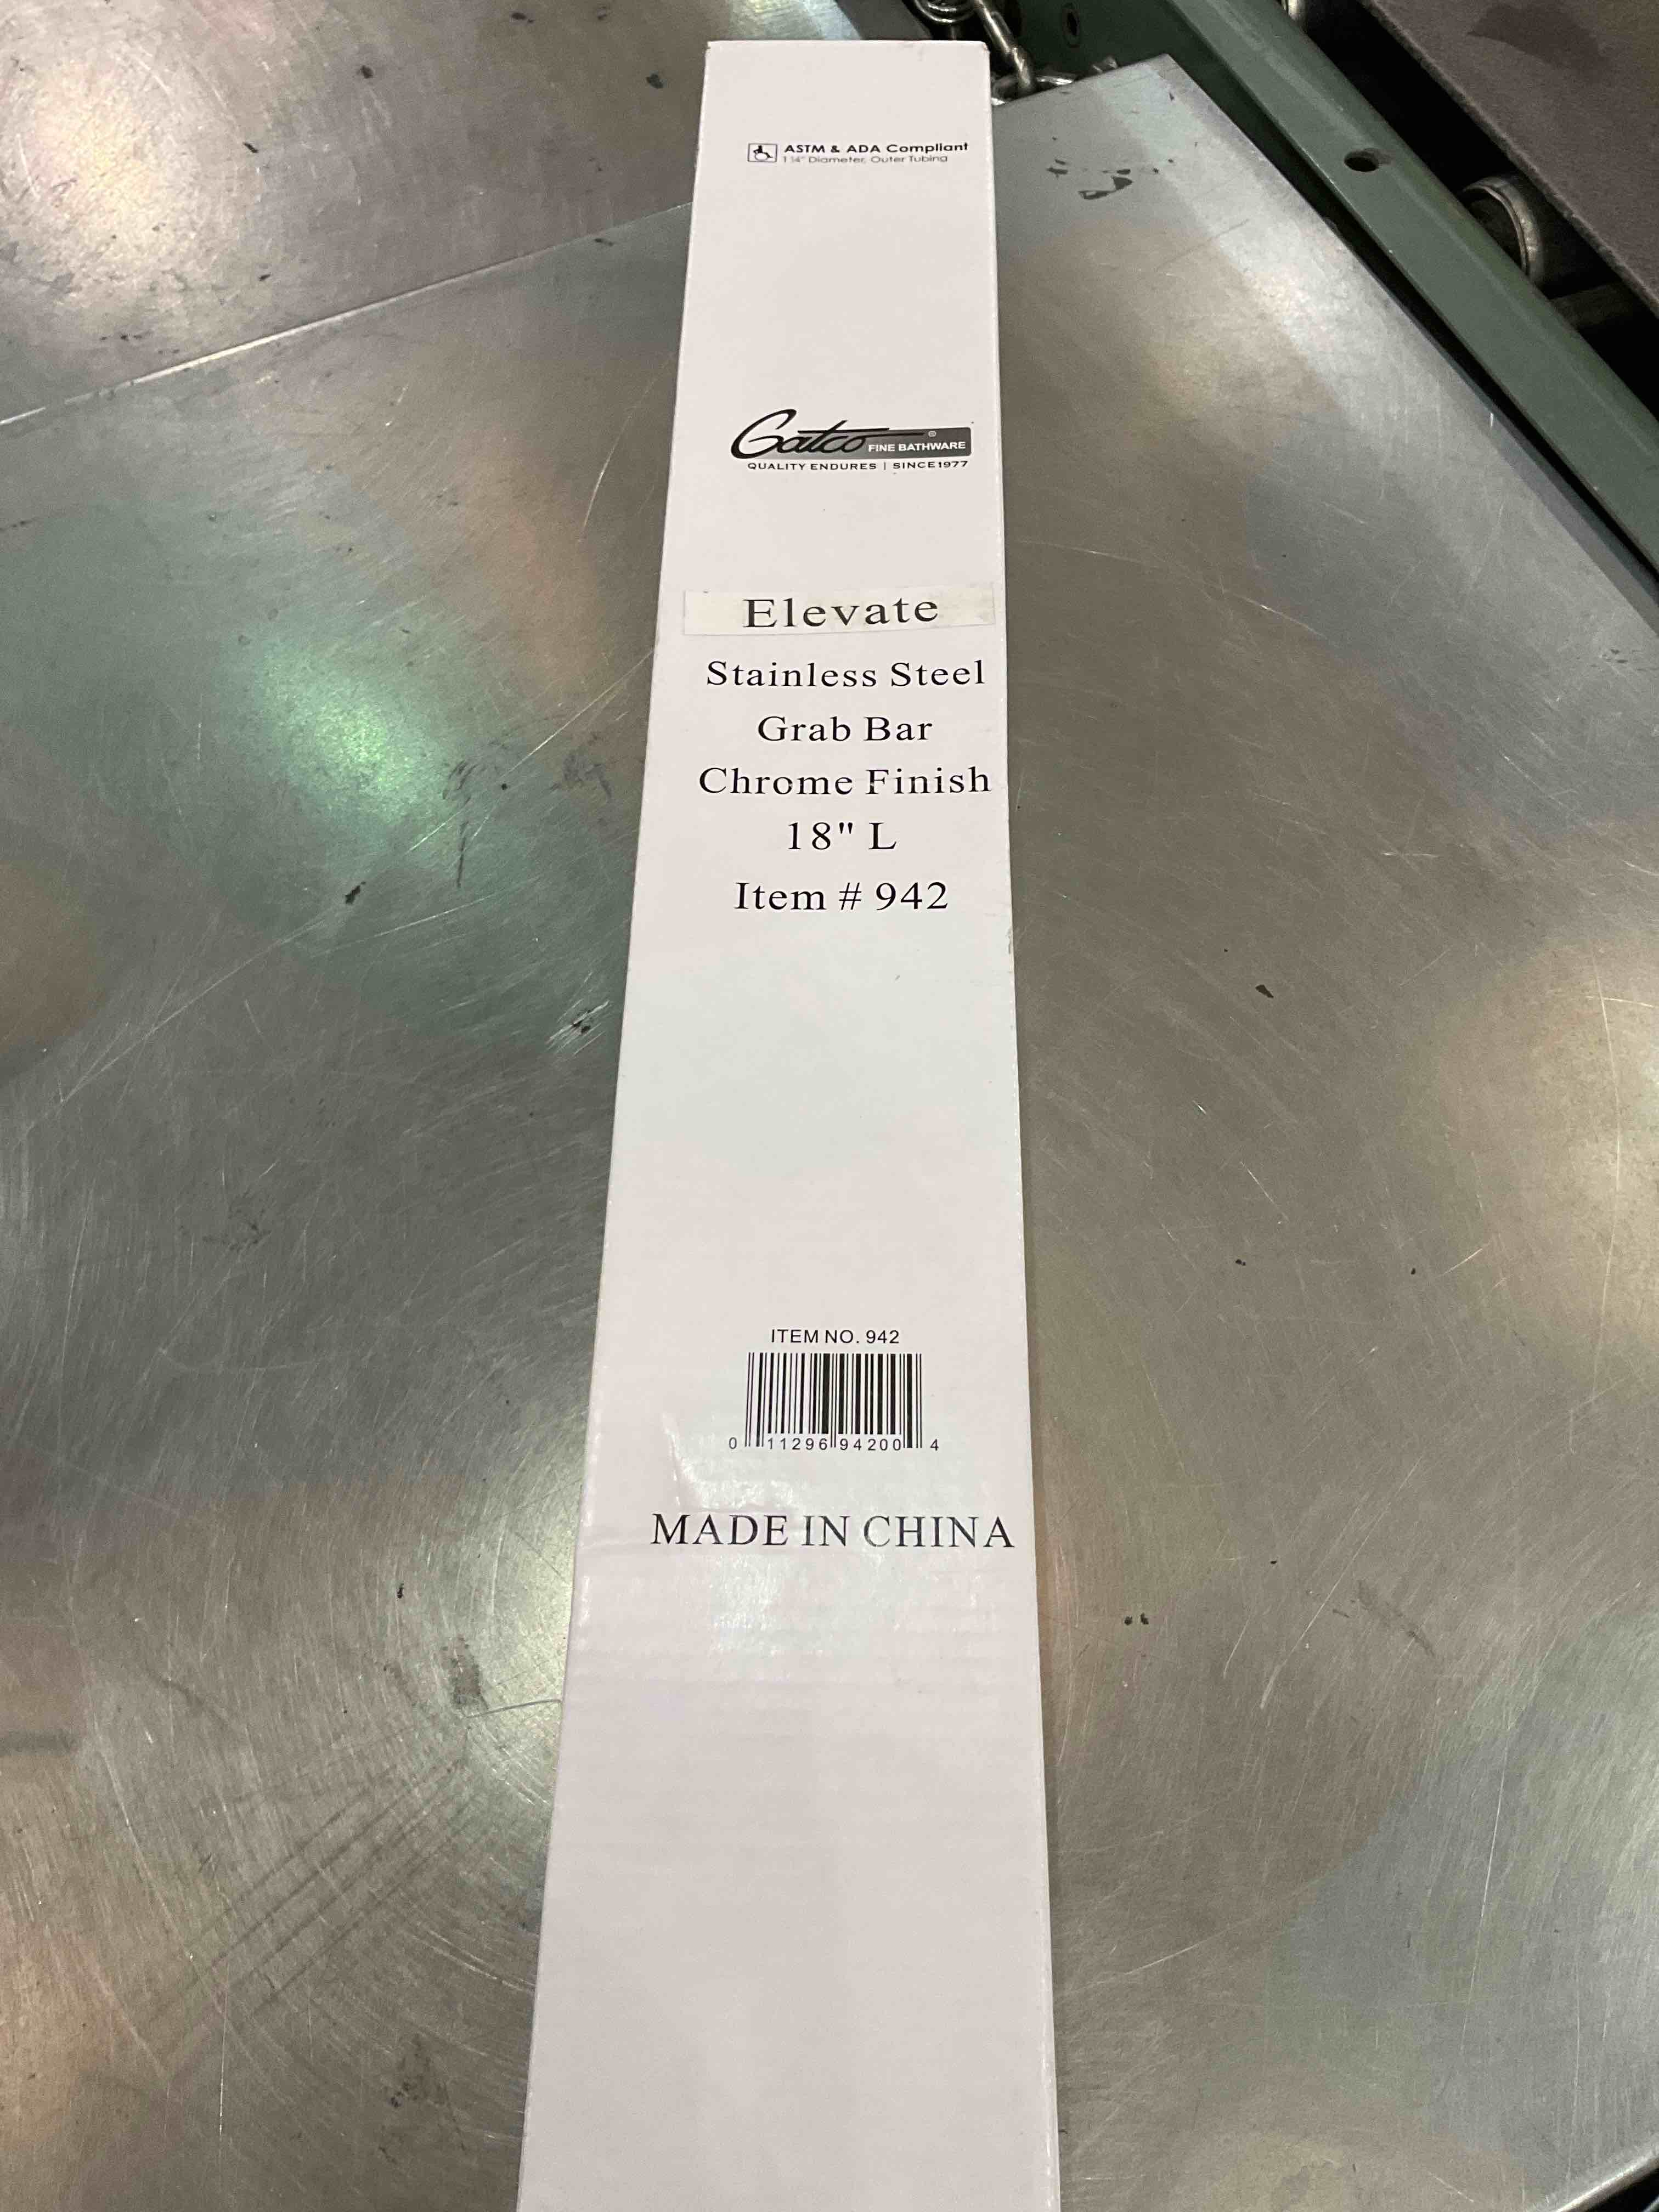 ASTM & ADA Compliant
1 ¼" Diameter, Outer Tubing
Gatco® FINE BATHWARE
QUALITY ENDURES | SINCE1977
Elevate
Stainless Steel
Grab Bar
Chrome Finish
18" L
Item # 942
ITEM NO. 942
0 11296 94200 4
MADE IN CHINA